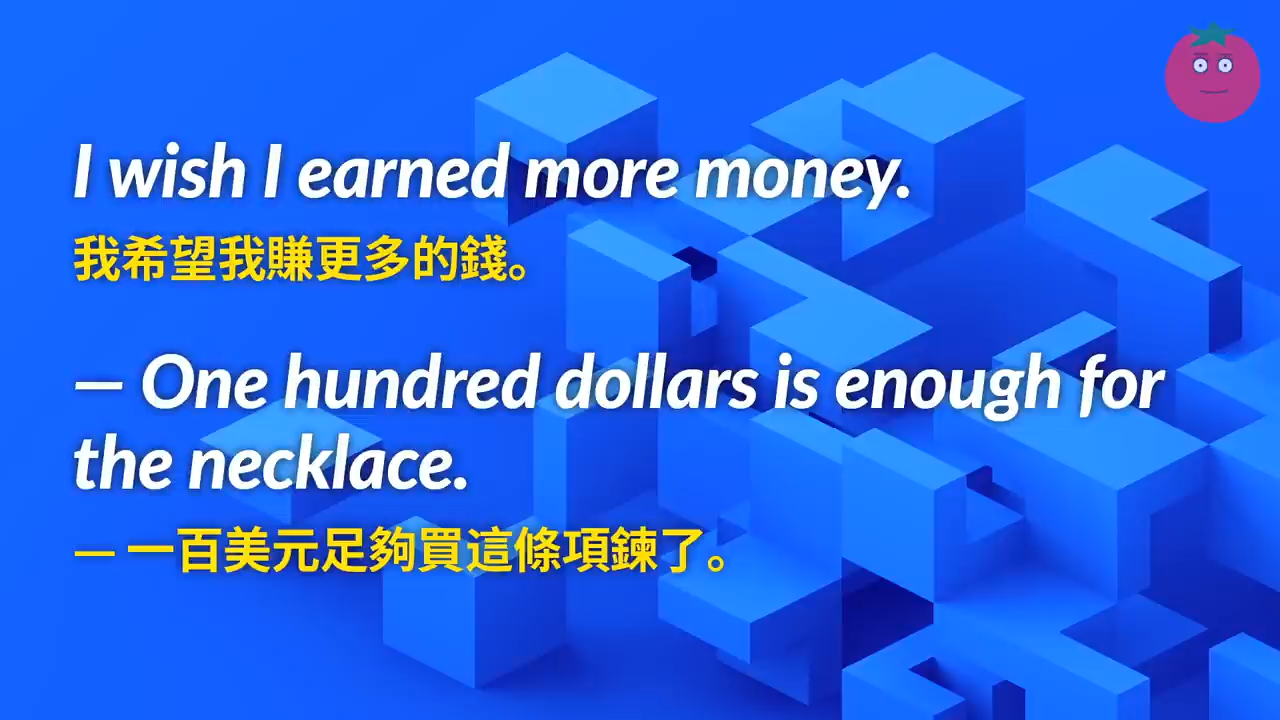 I wish I earned more money.
我希望我賺更多的錢。
— One hundred dollars is enough for
the necklace.
— 一百美元足夠買這條項鍊了。